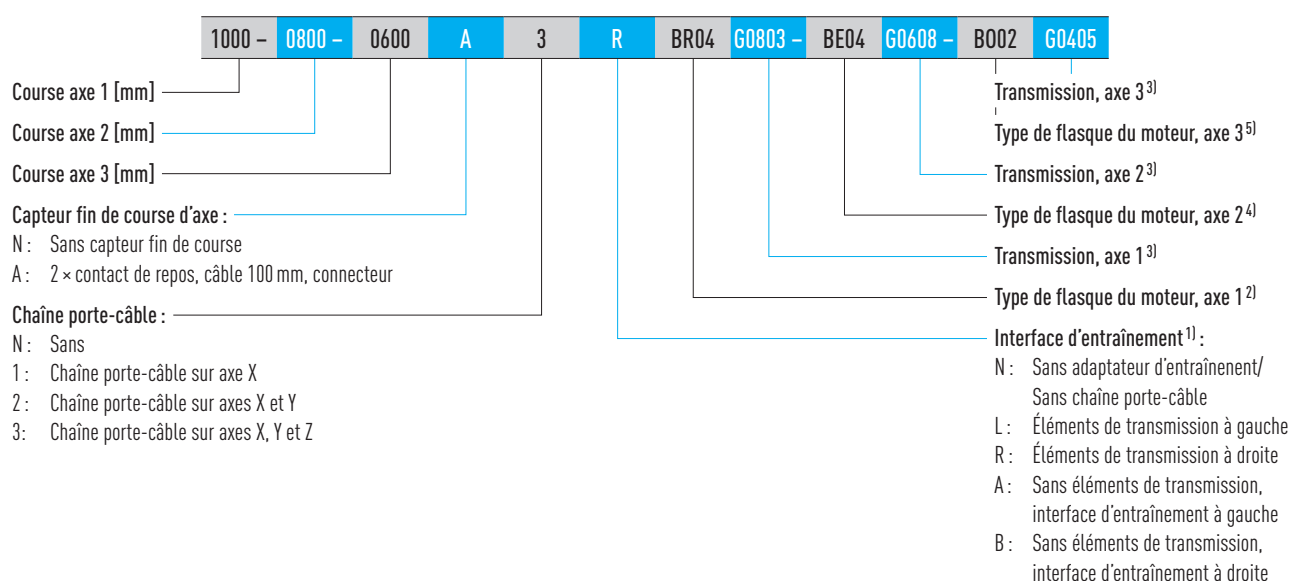 1000 – 0800 – 0600 A 3 R BR04 G0803 – BE04 G0608 – B002 G0405
Course axe 1 [mm]
Course axe 2 [mm]
Course axe 3 [mm]
Capteur fin de course d'axe :
N : Sans capteur fin de course
A : 2 × contact de repos, câble 100 mm, connecteur
Chaîne porte-câble :
N : Sans
1 : Chaîne porte-câble sur axe X
2 : Chaîne porte-câble sur axes X et Y
3: Chaîne porte-câble sur axes X, Y et Z
Transmission, axe 3 3)
Type de flasque du moteur, axe 3 5)
Transmission, axe 2 3)
Type de flasque du moteur, axe 2 4)
Transmission, axe 1 3)
Type de flasque du moteur, axe 1 2)
Interface d'entraînement 1) :
N : Sans adaptateur d'entraînenent/
Sans chaîne porte-câble
L : Éléments de transmission à gauche
R : Éléments de transmission à droite
A : Sans éléments de transmission,
interface d'entraînement à gauche
B : Sans éléments de transmission,
interface d'entraînement à droite